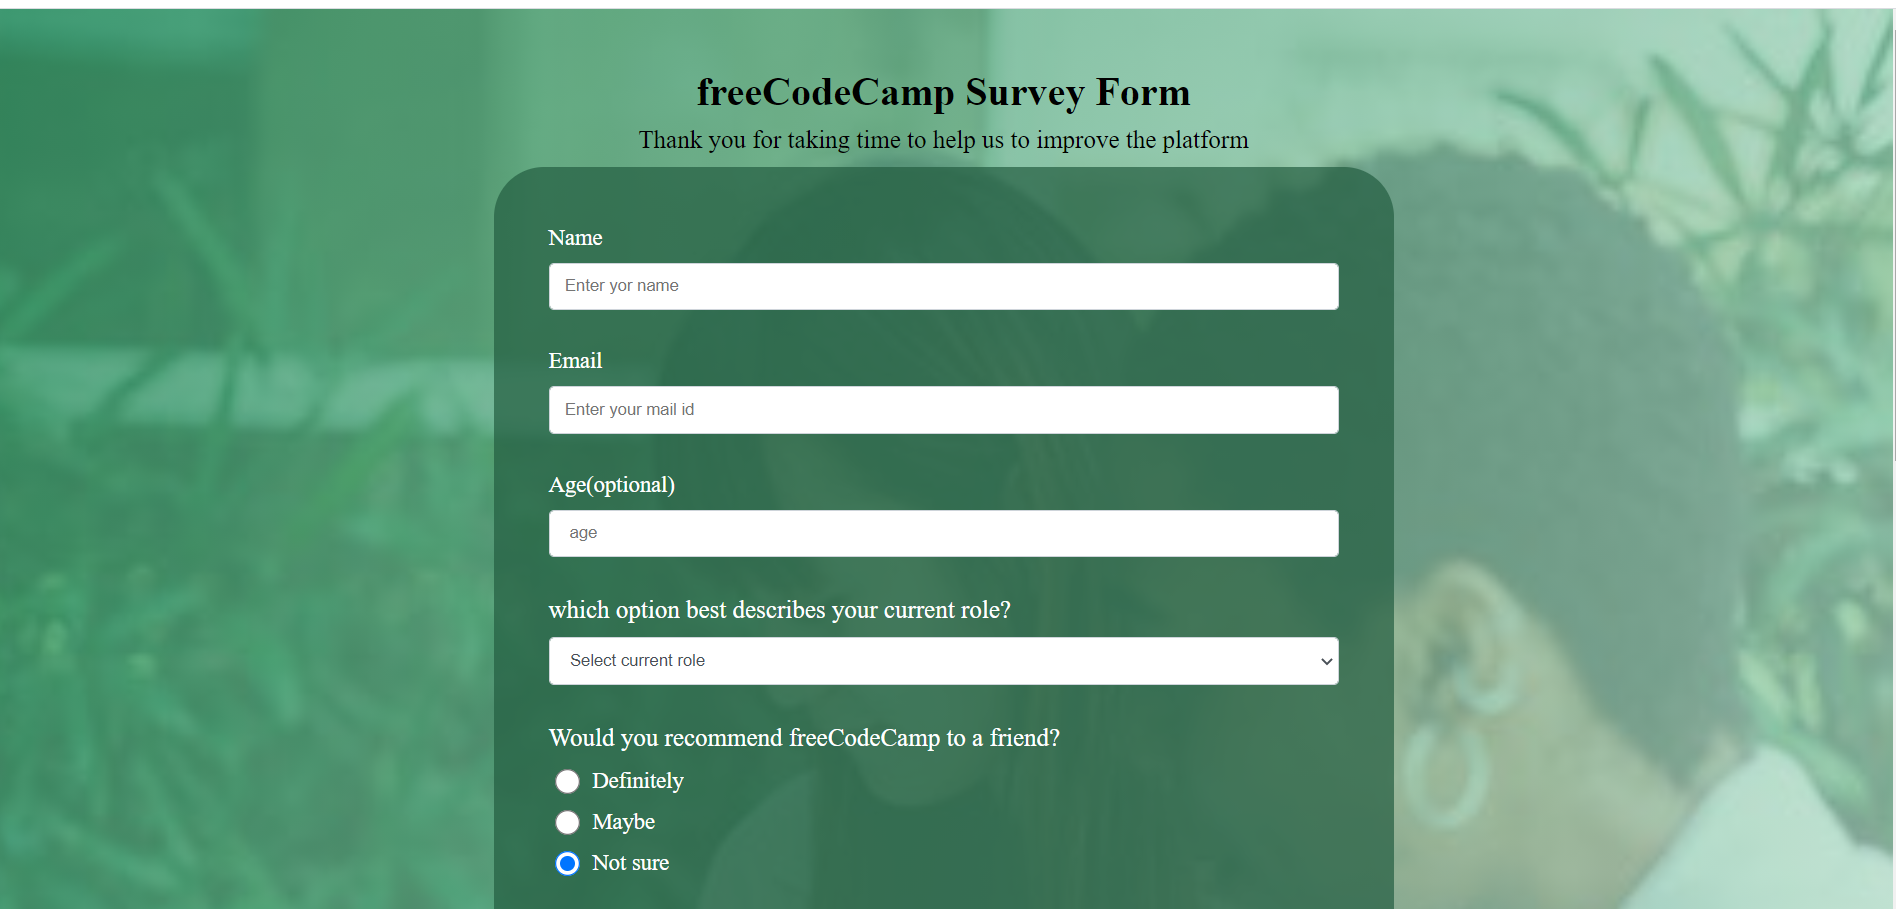 freeCodeCamp Survey Form
Thank you for taking time to help us to improve the platform
Name
Enter yor name
Email
Enter your mail id
Age(optional)
age
which option best describes your current role?
Select current role
Would you recommend freeCodeCamp to a friend?
Definitely
Maybe
Not sure